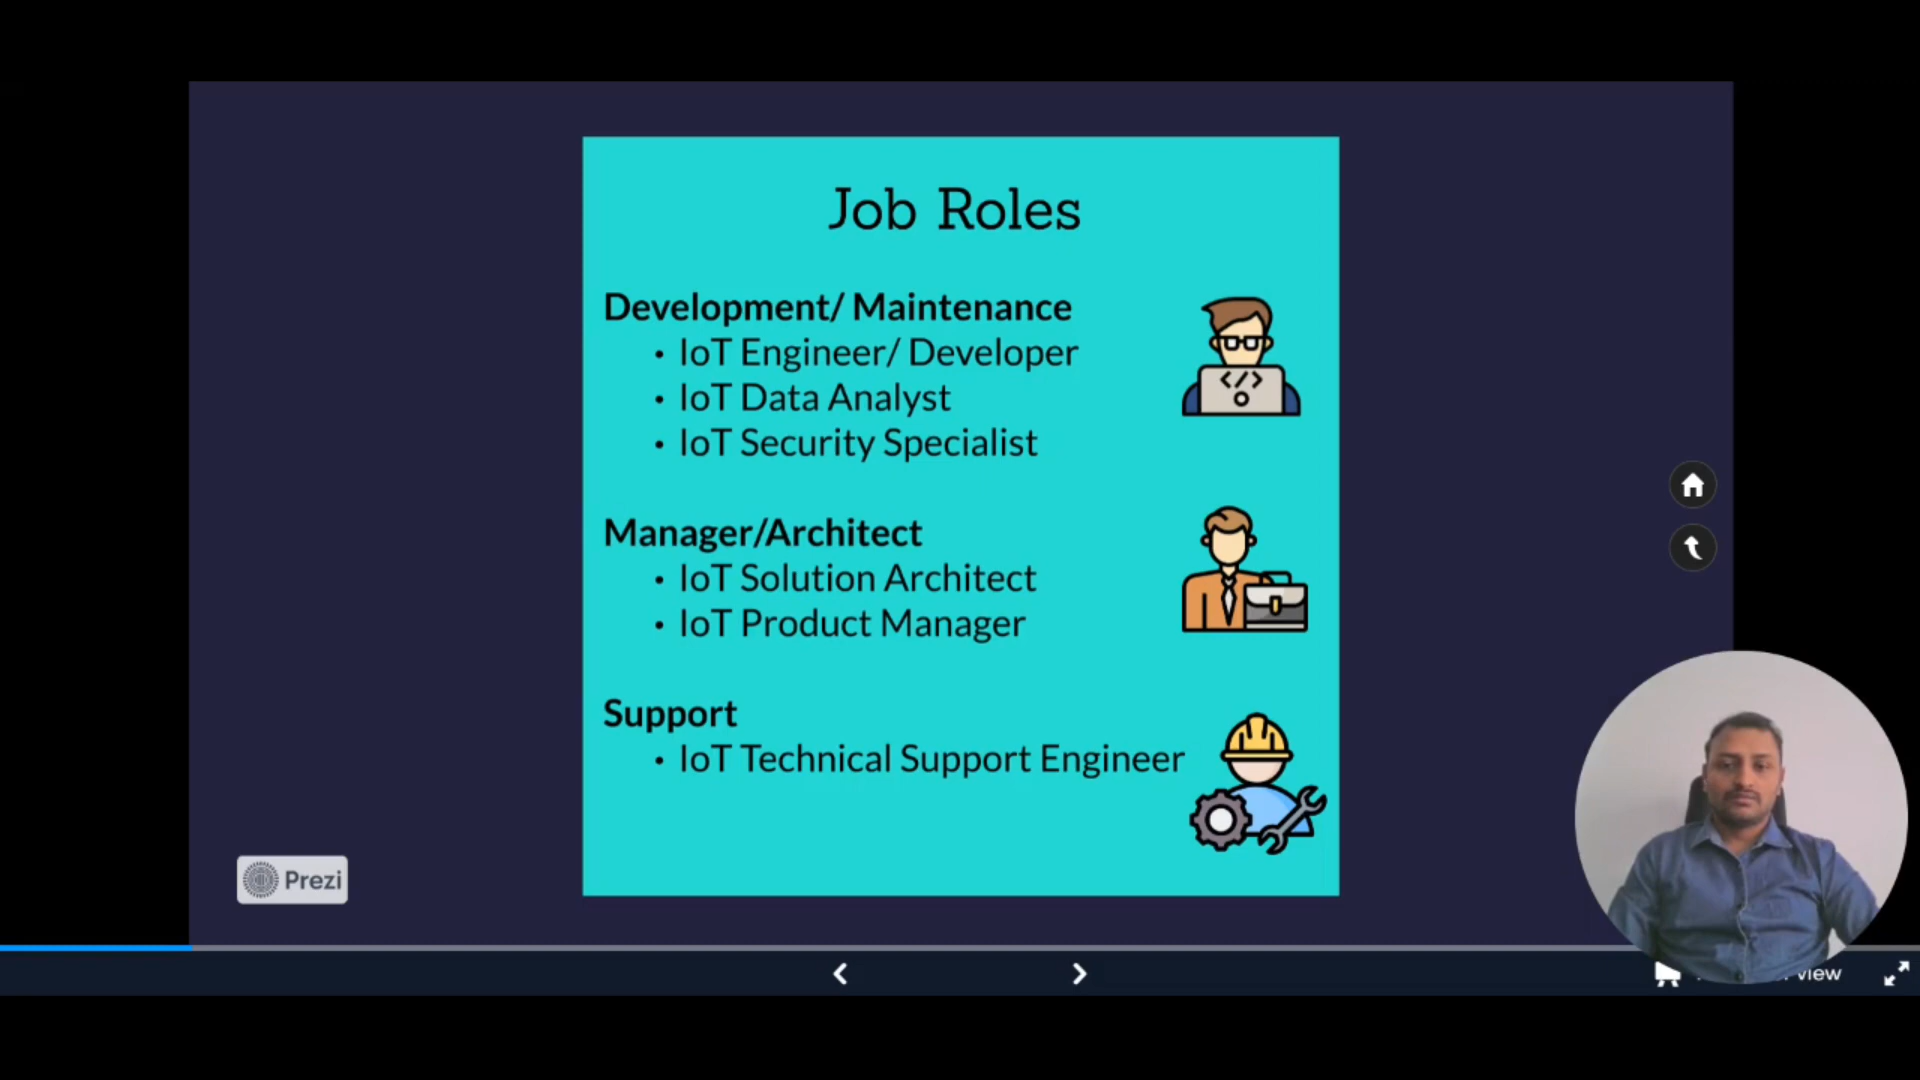 Job Roles
Development/ Maintenance
• IoT Engineer/ Developer
• IoT Data Analyst
• IoT Security Specialist
Manager/Architect
• IoT Solution Architect
• IoT Product Manager
Support
• IoT Technical Support Engineer
</>
Prezi
view